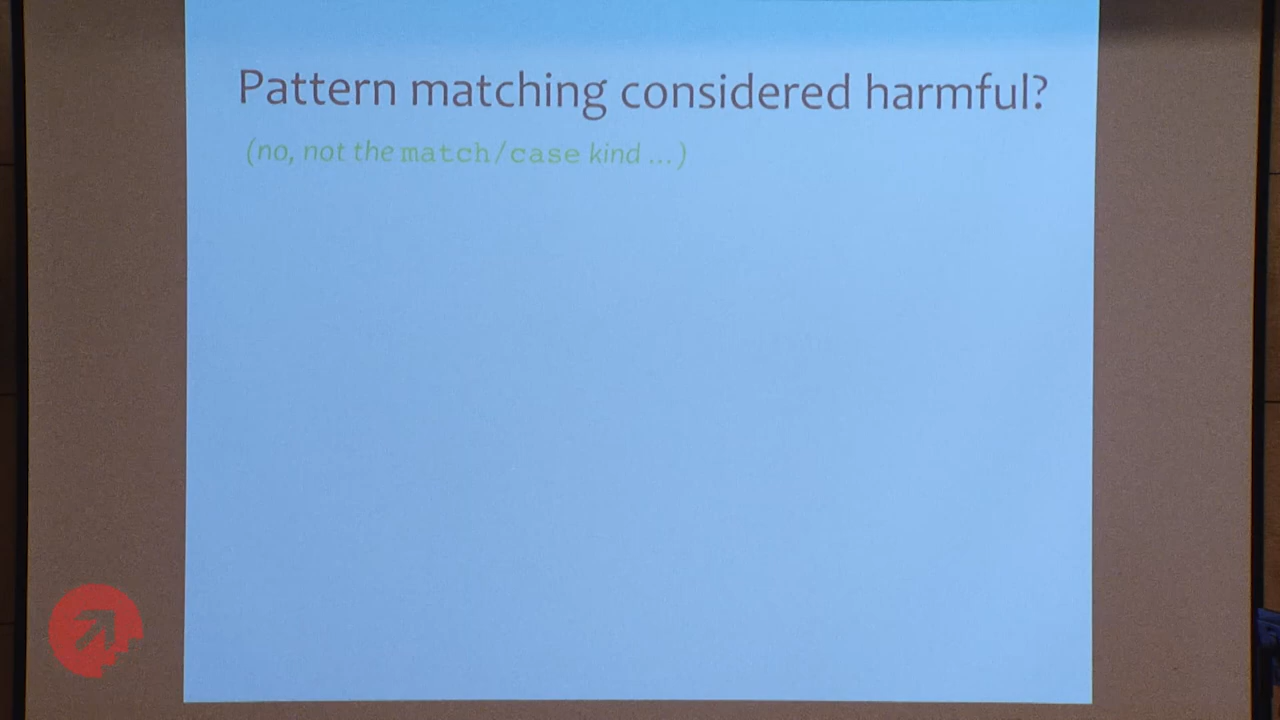 Pattern matching considered harmful?
(no, not the match/case kind ...)